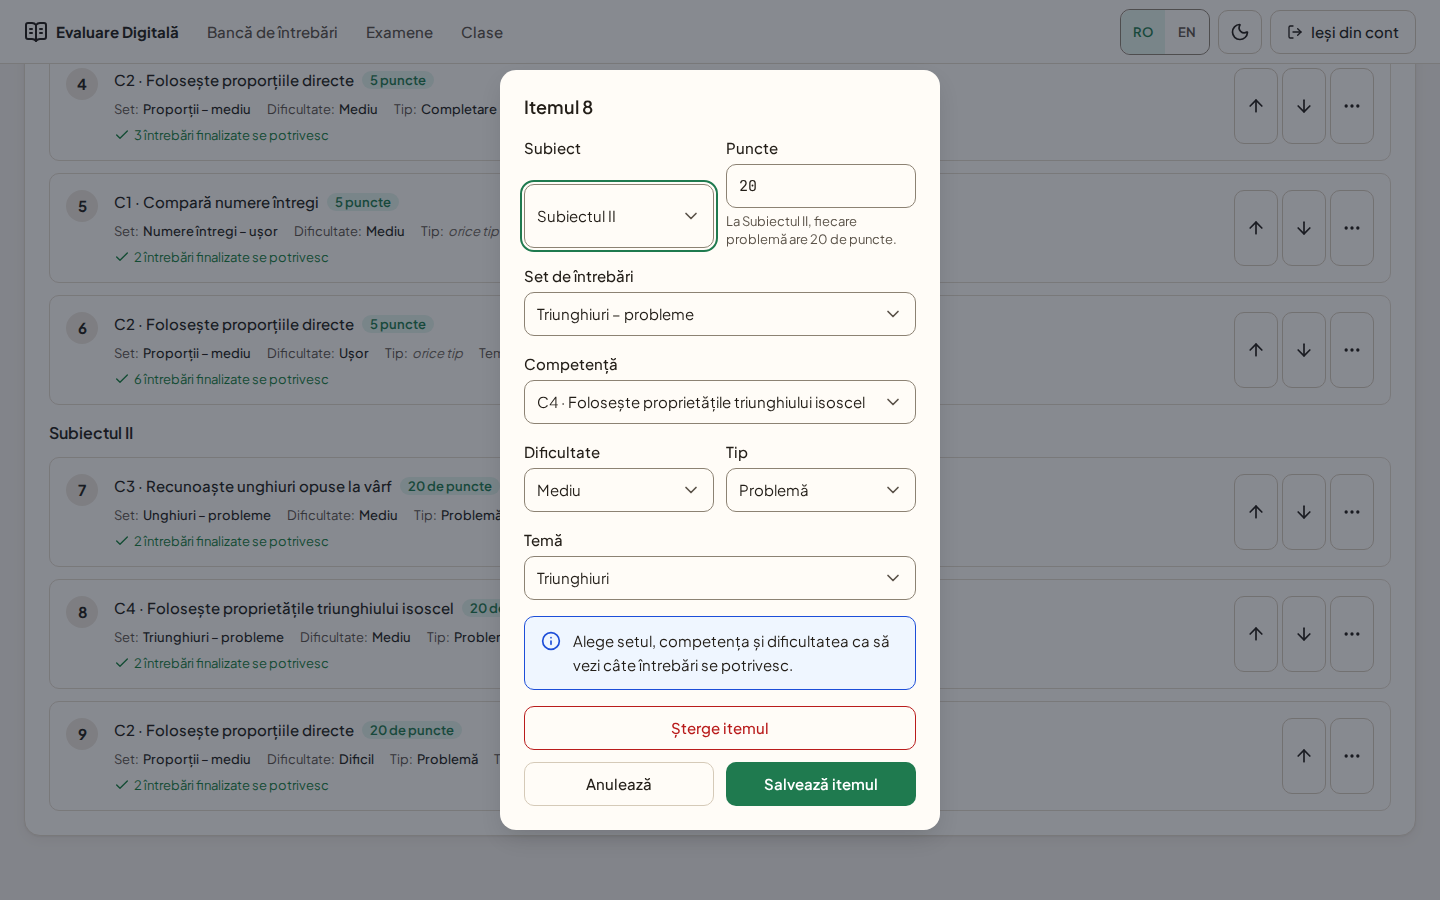 Evaluare Digitală
Bancă de întrebări
Examene
Clase
RO
EN
Ieși din cont
4
C2 · Folosește proporțiile directe
5 puncte
Set: Proporții – mediu Dificultate: Mediu Tip: Completare
3 întrebări finalizate se potrivesc
5
C1 · Compară numere întregi
5 puncte
Set: Numere întregi – ușor Dificultate: Mediu Tip: orice tip
2 întrebări finalizate se potrivesc
6
C2 · Folosește proporțiile directe
5 puncte
Set: Proporții – mediu Dificultate: Ușor Tip: orice tip
6 întrebări finalizate se potrivesc
Subiectul II
7
C3 · Recunoaște unghiuri opuse la vârf
20 de puncte
Set: Unghiuri – probleme Dificultate: Mediu Tip: Problemă
2 întrebări finalizate se potrivesc
8
C4 · Folosește proprietățile triunghiului isoscel
20
Set: Triunghiuri – probleme Dificultate: Mediu Tip:
2 întrebări finalizate se potrivesc
9
C2 · Folosește proporțiile directe
20 de puncte
Set: Proporții – mediu Dificultate: Dificil Tip: Problemă
2 întrebări finalizate se potrivesc
Itemul 8
Subiect
Subiectul II
Puncte
20
La Subiectul II, fiecare
problemă are 20 de puncte.
Set de întrebări
Triunghiuri – probleme
Competență
C4 · Folosește proprietățile triunghiului isoscel
Dificultate
Mediu
Tip
Problemă
Temă
Triunghiuri
Alege setul, competența și dificultatea ca să
vezi câte întrebări se potrivesc.
Șterge itemul
Anulează
Salvează itemul